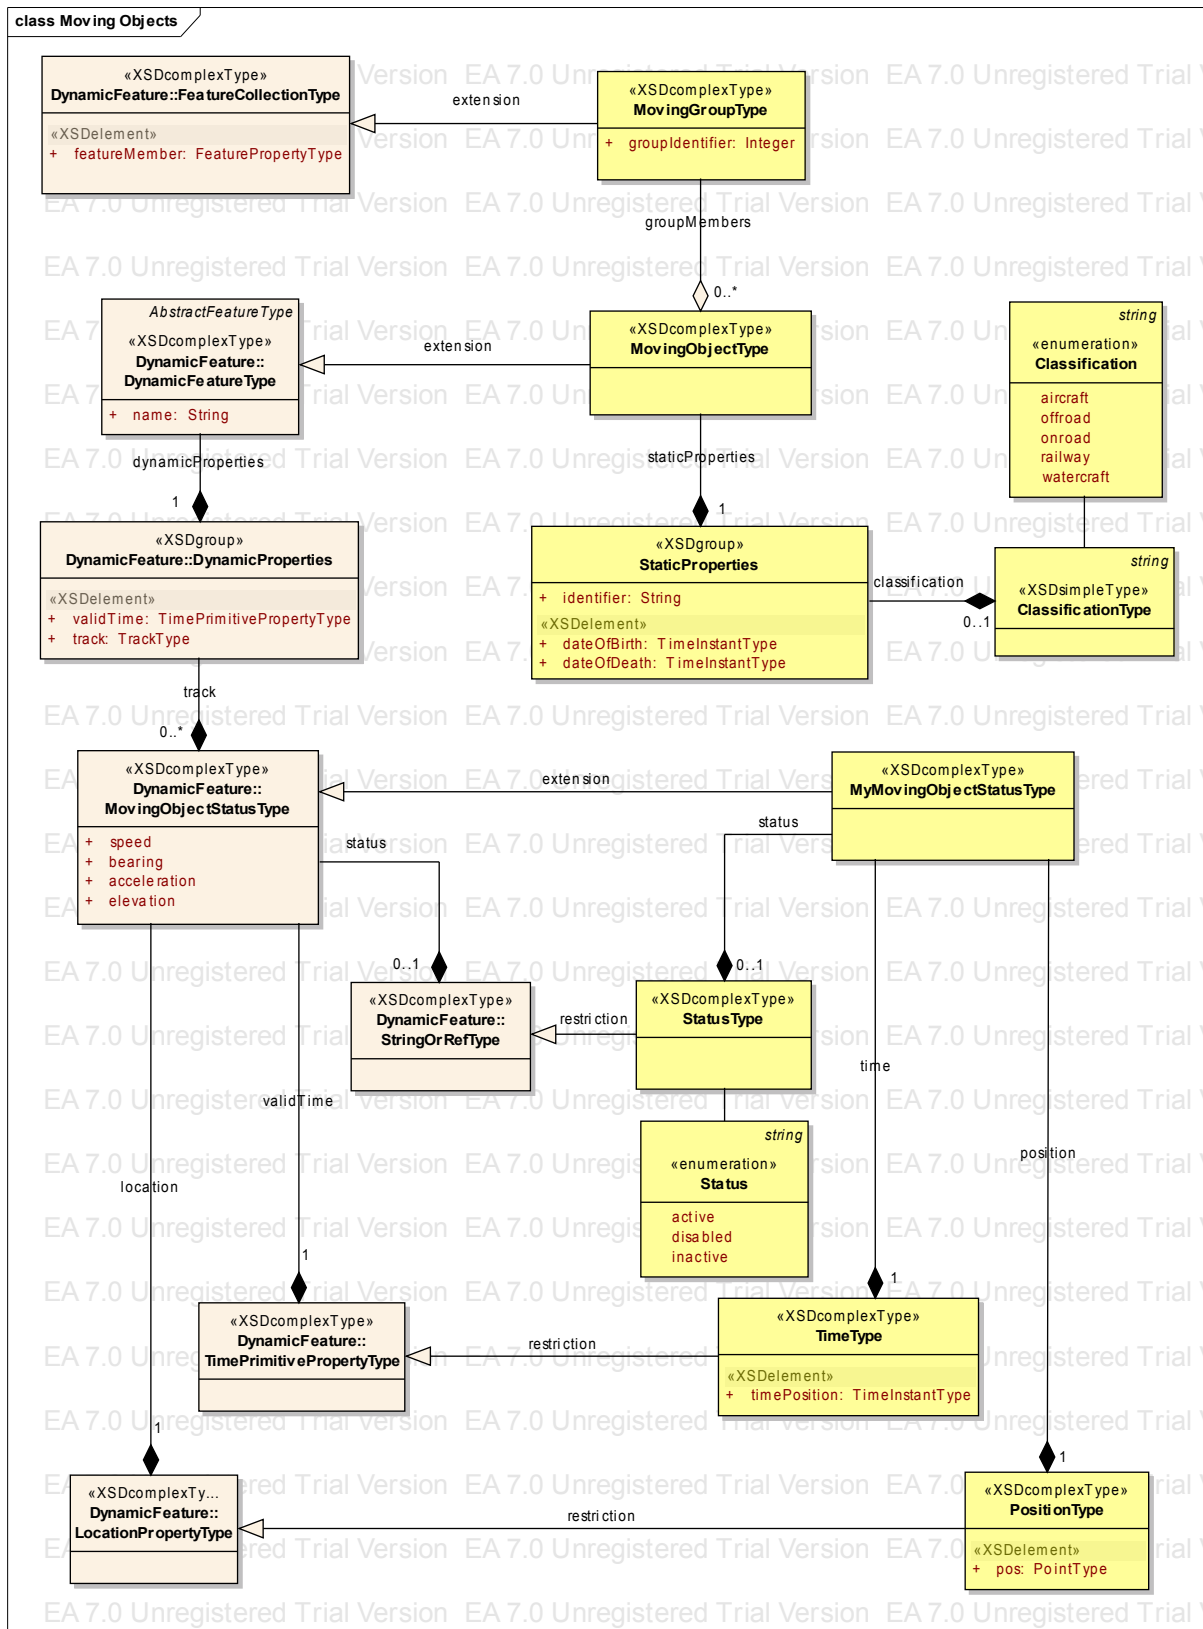 class Moving Objects
«XSDcomplexType»
DynamicFeature::FeatureCollectionType
«XSDelement»
+ featureMember: FeaturePropertyType
extension
«XSDcomplexType»
MovingGroupType
+ groupIdentifier: Integer
groupMembers
0..*
AbstractFeatureType
«XSDcomplexType»
DynamicFeature::
DynamicFeatureType
+ name: String
extension
«XSDcomplexType»
MovingObjectType
string
«enumeration»
Classification
aircraft
offroad
onroad
railway
watercraft
dynamicProperties
1
staticProperties
1
«XSDgroup»
DynamicFeature::DynamicProperties
«XSDelement»
+ validTime: TimePrimitivePropertyType
+ track: TrackType
«XSDgroup»
StaticProperties
+ identifier: String
«XSDelement»
+ dateOfBirth: TimeInstantType
+ dateOfDeath: TimeInstantType
classification
0..1
string
«XSDsimpleType»
ClassificationType
track
0..*
«XSDcomplexType»
DynamicFeature::
MovingObjectStatusType
+ speed
+ bearing
+ acceleration
+ elevation
extension
«XSDcomplexType»
MyMovingObjectStatusType
status
0..1
status
0..1
«XSDcomplexType»
DynamicFeature::
StringOrRefType
restriction
«XSDcomplexType»
StatusType
time
validTime
string
«enumeration»
Status
active
disabled
inactive
position
location
1
1
«XSDcomplexType»
DynamicFeature::
TimePrimitivePropertyType
restriction
«XSDcomplexType»
TimeType
«XSDelement»
+ timePosition: TimeInstantType
1
1
«XSDcomplexTy...
DynamicFeature::
LocationPropertyType
restriction
«XSDcomplexType»
PositionType
«XSDelement»
+ pos: PointType
EA 7.0 Unregistered Trial Version